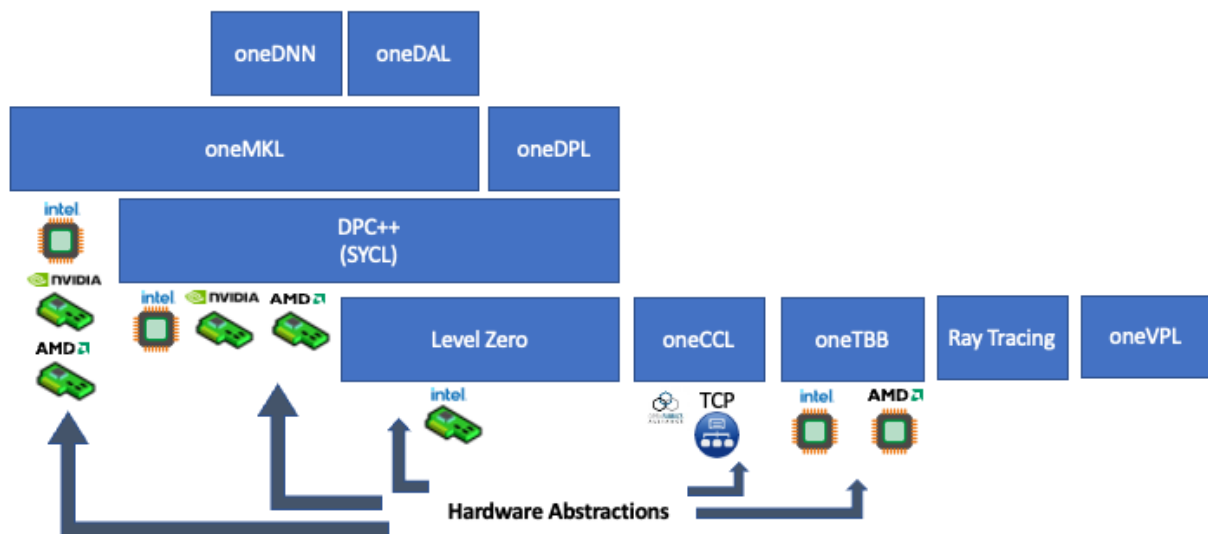 oneDNN
oneDAL
oneMKL
oneDPL
intel
DPC++
(SYCL)
NVIDIA
intel
NVIDIA
AMD
Level Zero
oneCCL
oneTBB
Ray Tracing
oneVPL
AMD
intel
TCP
intel
AMD
Hardware Abstractions